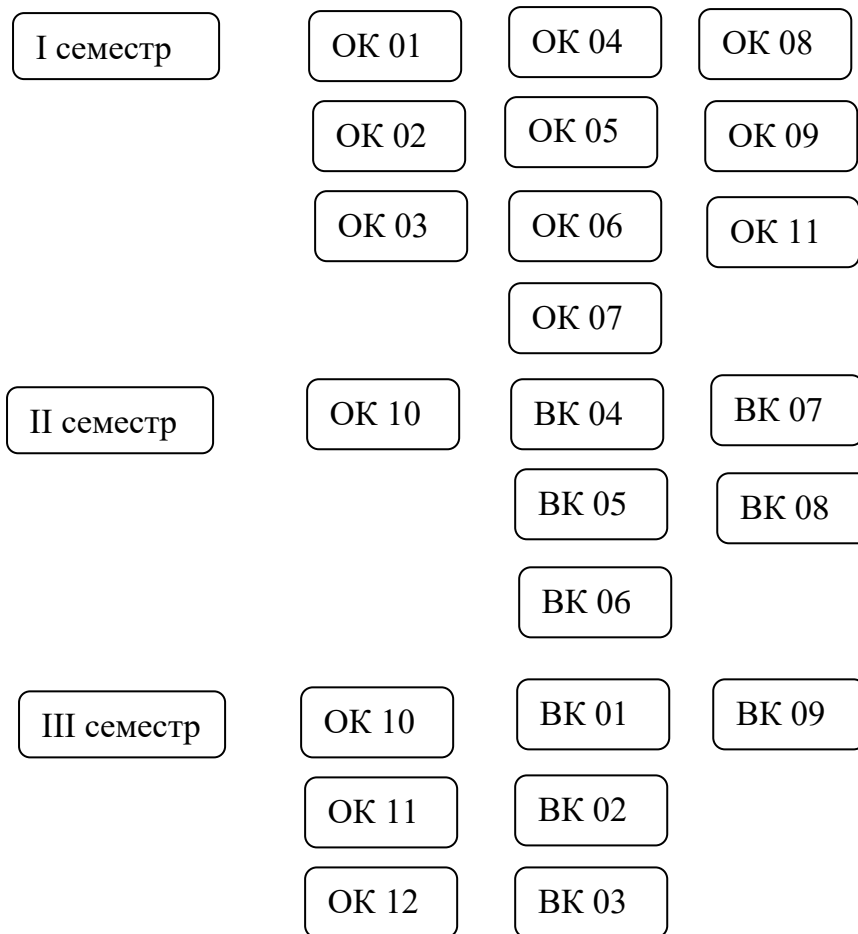 I семестр
ОК 01
ОК 04
ОК 08
ОК 02
ОК 05
ОК 09
ОК 03
ОК 06
ОК 11
ОК 07
II семестр
ОК 10
ВК 04
ВК 07
ВК 05
ВК 08
ВК 06
III семестр
ОК 10
ВК 01
ВК 09
ОК 11
ВК 02
ОК 12
ВК 03